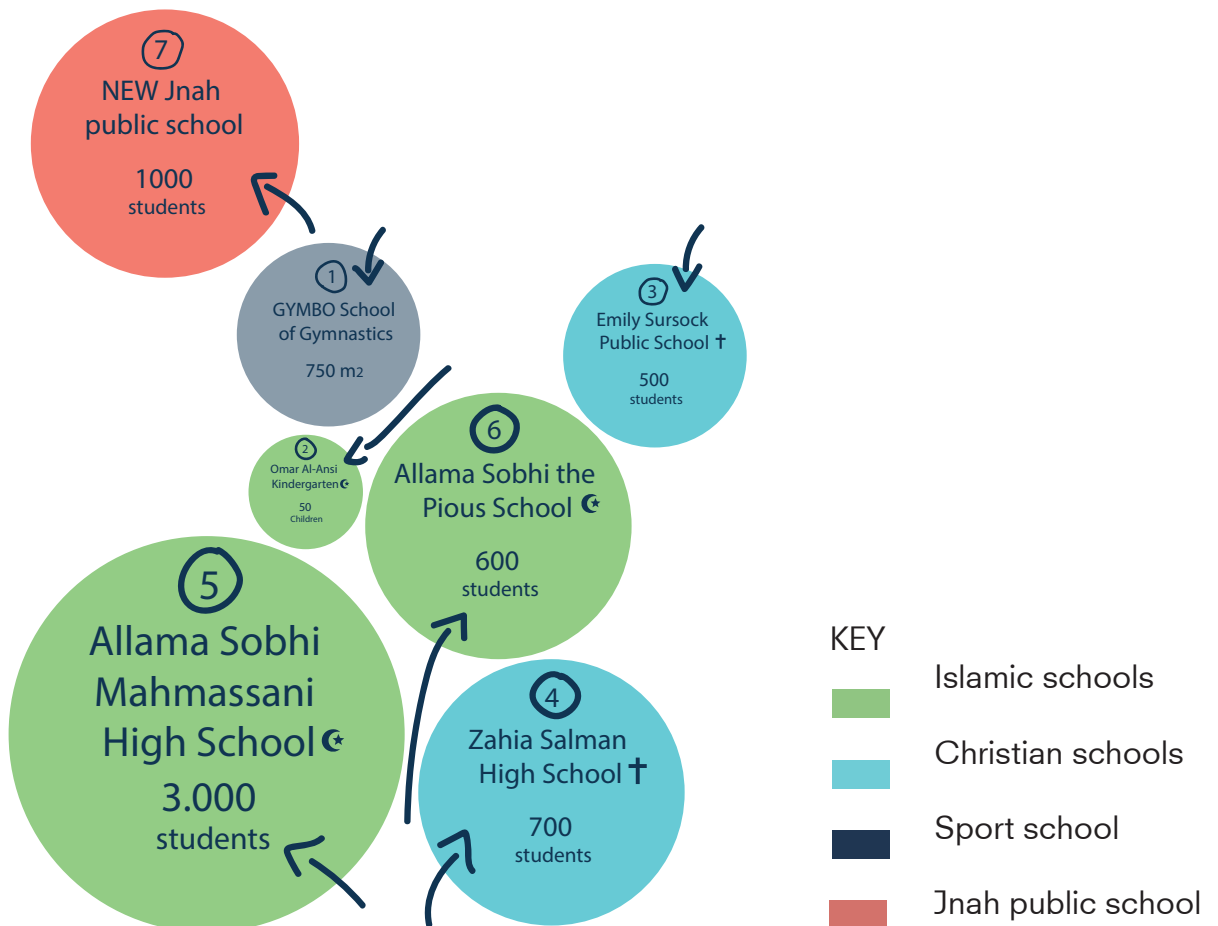 7
NEW Jnah
public school
1000
students
1
GYMBO School
of Gymnastics
750 m2
3
Emily Sursock
Public School ✝
500
students
2
Omar Al-Ansi
Kindergarten☪
50
Children
6
Allama Sobhi the
Pious School ☪
600
students
5
Allama Sobhi
Mahmassani
High School☪
3.000
students
4
Zahia Salman
High School ✝
700
students
KEY
Islamic schools
Christian schools
Sport school
Jnah public school